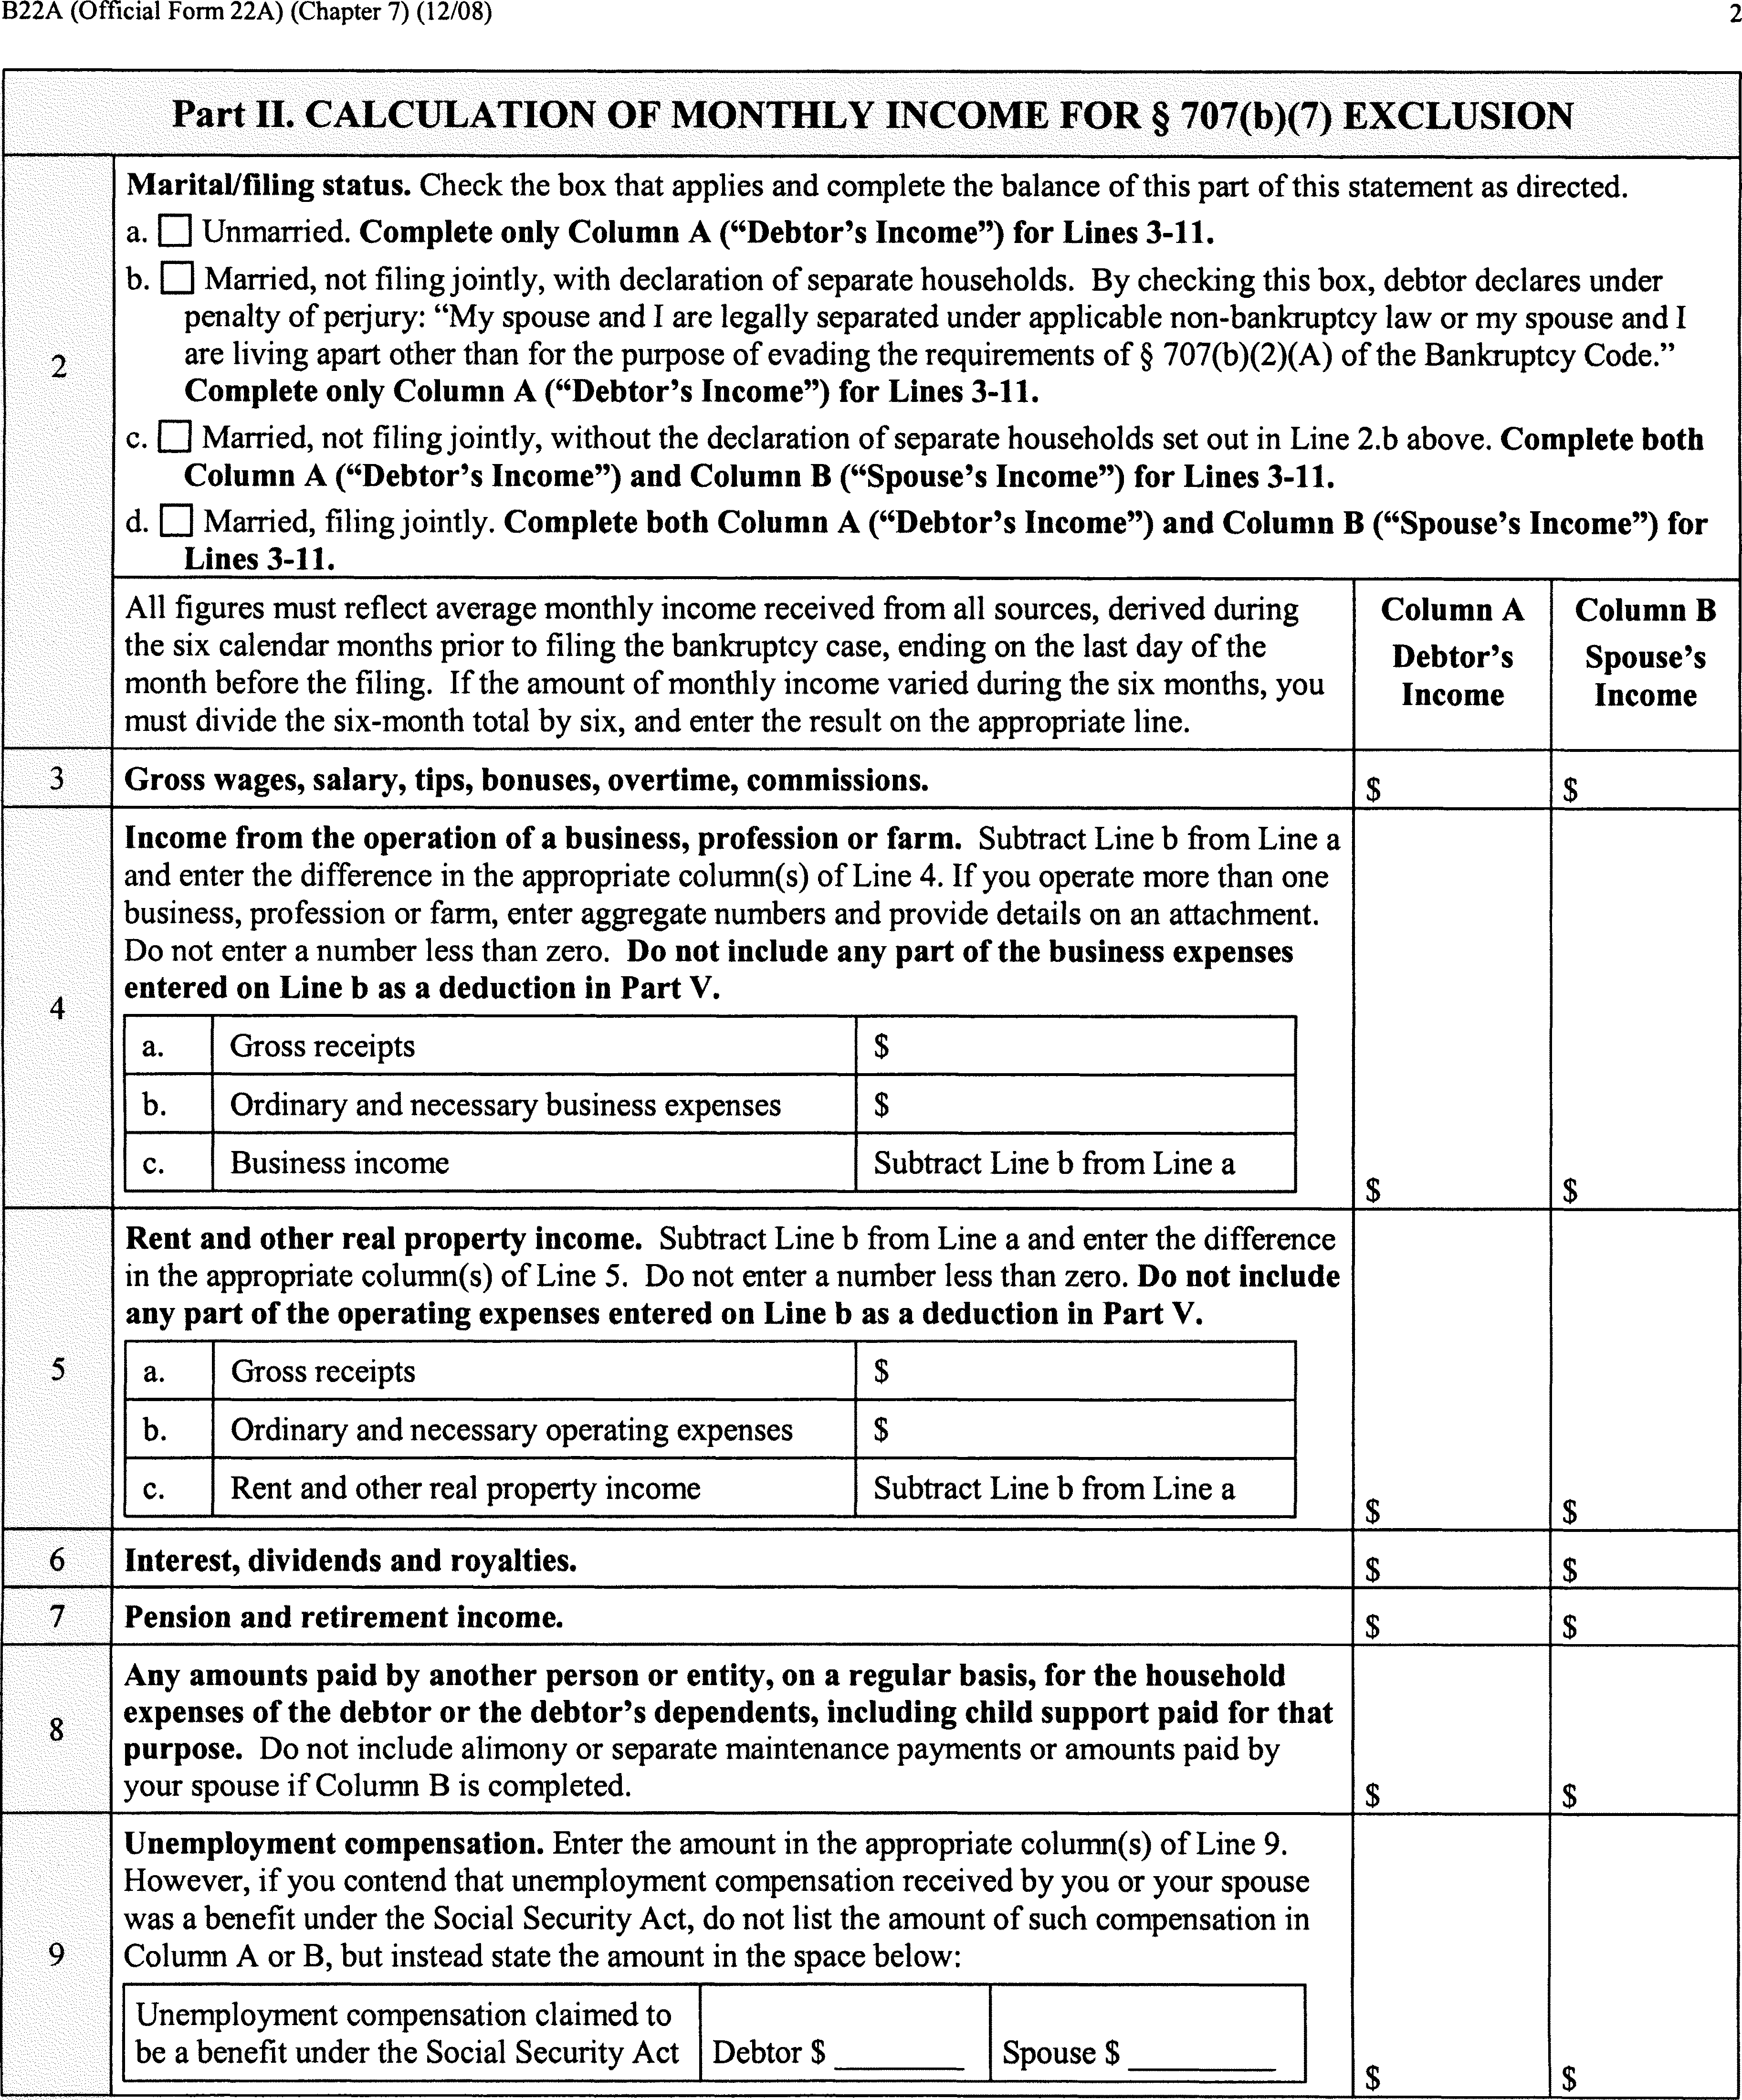 B22A (Official Form 22A) (Chapter 7) (12/08)
2
Part II. CALCULATION OF MONTHLY INCOME FOR § 707(b)(7) EXCLUSION
2
Marital/filing status. Check the box that applies and complete the balance of this part of this statement as directed.
a. ☐ Unmarried. Complete only Column A (“Debtor’s Income”) for Lines 3-11.
b. ☐ Married, not filing jointly, with declaration of separate households. By checking this box, debtor declares under
penalty of perjury: “My spouse and I are legally separated under applicable non-bankruptcy law or my spouse and I
are living apart other than for the purpose of evading the requirements of § 707(b)(2)(A) of the Bankruptcy Code.”
Complete only Column A (“Debtor’s Income”) for Lines 3-11.
c. ☐ Married, not filing jointly, without the declaration of separate households set out in Line 2.b above. Complete both
Column A (“Debtor’s Income”) and Column B (“Spouse’s Income”) for Lines 3-11.
d. ☐ Married, filing jointly. Complete both Column A (“Debtor’s Income”) and Column B (“Spouse’s Income”) for
Lines 3-11.
All figures must reflect average monthly income received from all sources, derived during
the six calendar months prior to filing the bankruptcy case, ending on the last day of the
month before the filing. If the amount of monthly income varied during the six months, you
must divide the six-month total by six, and enter the result on the appropriate line.
Column A
Debtor’s
Income
Column B
Spouse’s
Income
3
Gross wages, salary, tips, bonuses, overtime, commissions.
$
$
4
Income from the operation of a business, profession or farm. Subtract Line b from Line a
and enter the difference in the appropriate column(s) of Line 4. If you operate more than one
business, profession or farm, enter aggregate numbers and provide details on an attachment.
Do not enter a number less than zero. Do not include any part of the business expenses
entered on Line b as a deduction in Part V.
a. Gross receipts $
b. Ordinary and necessary business expenses $
c. Business income Subtract Line b from Line a
$
$
5
Rent and other real property income. Subtract Line b from Line a and enter the difference
in the appropriate column(s) of Line 5. Do not enter a number less than zero. Do not include
any part of the operating expenses entered on Line b as a deduction in Part V.
a. Gross receipts $
b. Ordinary and necessary operating expenses $
c. Rent and other real property income Subtract Line b from Line a
$
$
6
Interest, dividends and royalties.
$
$
7
Pension and retirement income.
$
$
8
Any amounts paid by another person or entity, on a regular basis, for the household
expenses of the debtor or the debtor’s dependents, including child support paid for that
purpose. Do not include alimony or separate maintenance payments or amounts paid by
your spouse if Column B is completed.
$
$
9
Unemployment compensation. Enter the amount in the appropriate column(s) of Line 9.
However, if you contend that unemployment compensation received by you or your spouse
was a benefit under the Social Security Act, do not list the amount of such compensation in
Column A or B, but instead state the amount in the space below:
Unemployment compensation claimed to
be a benefit under the Social Security Act
Debtor $ ________
Spouse $ ________
$
$